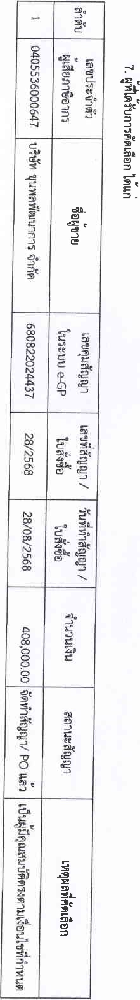 7. ผู้ที่ได้รับการคัดเลือก ได้แก่
ลำดับ
เลขประจำตัว
ผู้เสียภาษีอากร
ชื่อผู้ขาย
เลขคุมสัญญา
ในระบบ e-GP
เลขที่สัญญา /
ใบสั่งซื้อ
วันที่ทำสัญญา /
ใบสั่งซื้อ
จำนวนเงิน
สถานะสัญญา
เหตุผลที่คัดเลือก
1
0405536000647
บริษัท ขุนพลพัฒนาการ จำกัด
680822024437
28/2568
28/08/2568
408,000.00
จัดทำสัญญา/ PO แล้ว
เป็นผู้มีคุณสมบัติตรงตามเงื่อนไขที่กำหนด